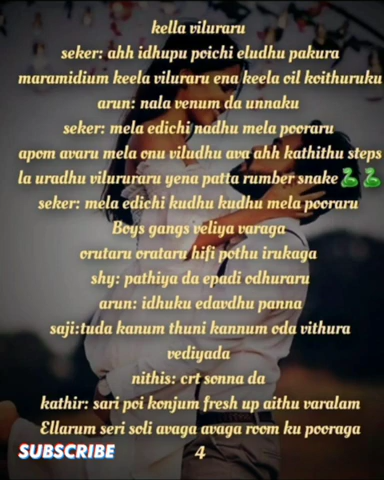 kella viluraru
seker: ahh idhupu poichi eludhu pakura
maramidium keela viluraru ena keela oil koithuruku
arun: nala venum da unnaku
seker: mela edichi nadhu mela pooraru
apom avaru mela onu viludhu ava ahh kathithu steps
la uradhu vilururaru yena patta rumber snake🐍🐍
seker: mela edichi kudhu kudhu mela pooraru
Boys gangs veliya varaga
orutaru orataru hifi pothu irukaga
shy: pathiya da epadi odhuraru
arun: idhuku edavdhu panna
saji:tuda kanum thuni kannum oda vithura
vediyada
nithis: crt sonna da
kathir: sari poi konjum fresh up aithu varalam
Ellarum seri soli avaga avaga room ku pooraga
SUBSCRIBE 4